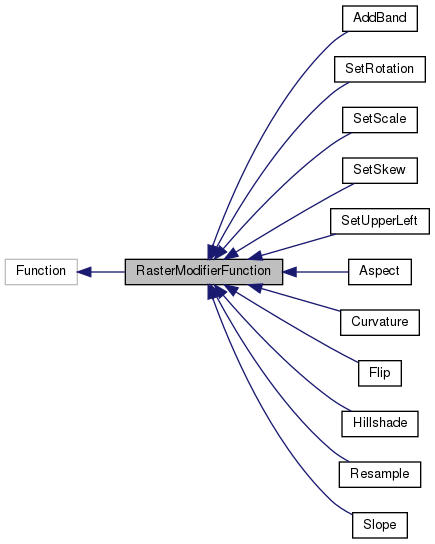 AddBand
SetRotation
SetScale
SetSkew
SetUpperLeft
Function
RasterModifierFunction
Aspect
Curvature
Flip
Hillshade
Resample
Slope